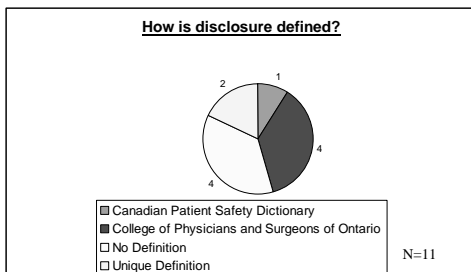 How is disclosure defined?
2
1
4
4
Canadian Patient Safety Dictionary
College of Physicians and Surgeons of Ontario
No Definition
Unique Definition
N=11